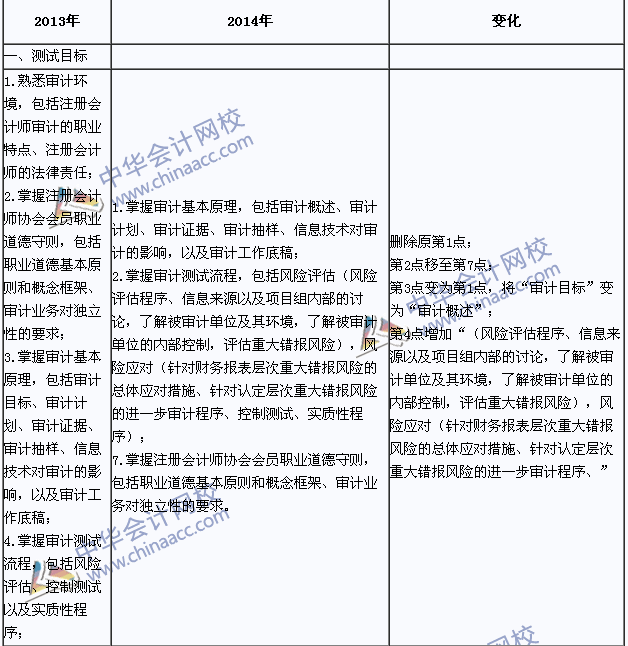 2013年
2014年
变化
一、测试目标
1.熟悉审计环
境，包括注册会
计师审计的职业
特点、注册会计
师的法律责任；
2.掌握注册会计
师协会会员职业
道德守则，包括
职业道德基本原
则和概念框架、
审计业务对独立
性的要求；
3.掌握审计基本
原理，包括审计
目标、审计计
划、审计证据、
审计抽样、信息
技术对审计的影
响，以及审计工
作底稿；
4.掌握审计测试
流程，包括风险
评估、控制测试
以及实质性程
序；
1.掌握审计基本原理，包括审计概述、审计
计划、审计证据、审计抽样、信息技术对审
计的影响，以及审计工作底稿；
2.掌握审计测试流程，包括风险评估（风险
评估程序、信息来源以及项目组内部的讨
论，了解被审计单位及其环境，了解被审计
单位的内部控制，评估重大错报风险），风
险应对（针对财务报表层次重大错报风险的
总体应对措施、针对认定层次重大错报风险
的进一步审计程序、控制测试、实质性程
序）；
7.掌握注册会计师协会会员职业道德守则，
包括职业道德基本原则和概念框架、审计业
务对独立性的要求。
删除原第1点；
第2点移至第7点；
第3点变为第1点，将“审计目标”变
为“审计概述”；
第4点增加“（风险评估程序、信息来
源以及项目组内部的讨论，了解被审
计单位及其环境，了解被审计单位的
内部控制，评估重大错报风险），风
险应对（针对财务报表层次重大错报
风险的总体应对措施、针对认定层次
重大错报风险的进一步审计程序、”
中华会计网校
www.chinaacc.com
中华会计网校
www.chinaacc.com
中华会计网校
www.chinaacc.com